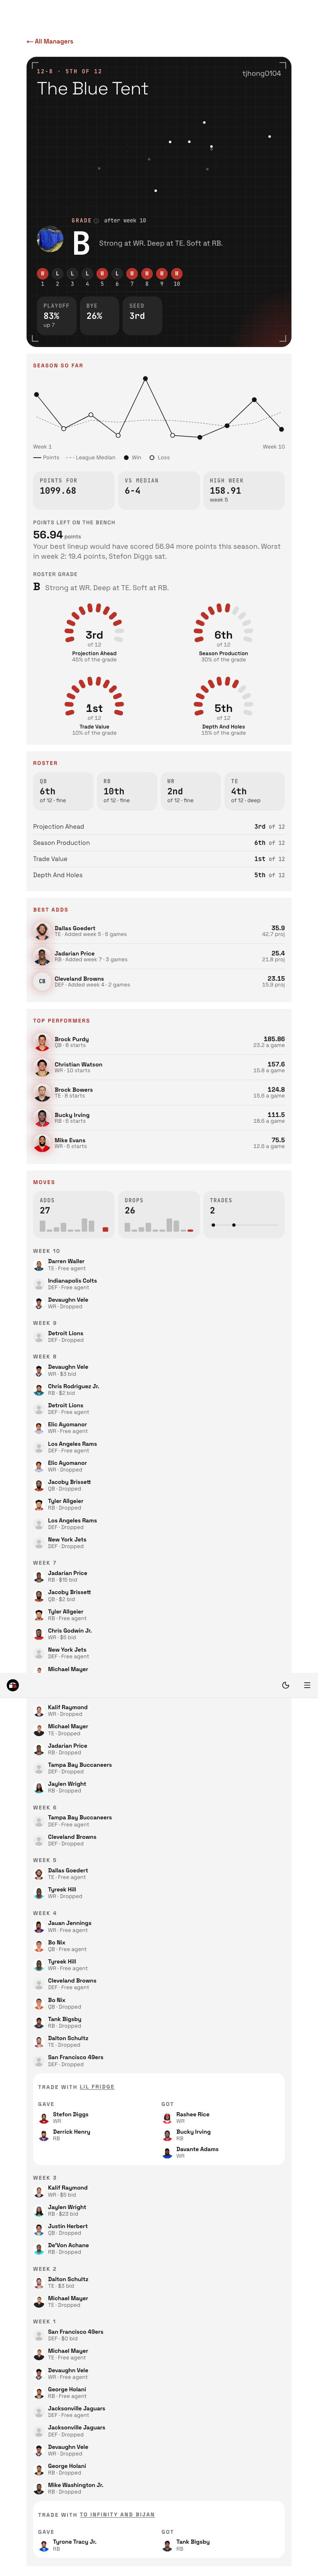 ← All Managers
12-8 · 5TH OF 12
tjhong0104
The Blue Tent
GRADE after week 10
B
Strong at WR. Deep at TE. Soft at RB.
W L L L W L W W W W
1 2 3 4 5 6 7 8 9 10
PLAYOFF
83%
up 7
BYE
26%
SEED
3rd
SEASON SO FAR
Week 1
Week 10
Points
League Median
Win
Loss
POINTS FOR
1099.68
VS MEDIAN
6-4
HIGH WEEK
158.91
week 5
POINTS LEFT ON THE BENCH
56.94 points
Your best lineup would have scored 56.94 more points this season. Worst
in week 2: 19.4 points, Stefon Diggs sat.
ROSTER GRADE
B Strong at WR. Deep at TE. Soft at RB.
3rd
of 12
Projection Ahead
45% of the grade
6th
of 12
Season Production
30% of the grade
1st
of 12
Trade Value
10% of the grade
5th
of 12
Depth And Holes
15% of the grade
ROSTER
QB
6th
of 12 · fine
RB
10th
of 12 · fine
WR
2nd
of 12 · fine
TE
4th
of 12 · deep
Projection Ahead 3rd of 12
Season Production 6th of 12
Trade Value 1st of 12
Depth And Holes 5th of 12
BEST ADDS
Dallas Goedert 35.9
TE · Added week 5 · 6 games 42.7 proj
Jadarian Price 25.4
RB · Added week 7 · 3 games 21.8 proj
CB
Cleveland Browns 23.15
DEF · Added week 4 · 2 games 15.9 proj
TOP PERFORMERS
Brock Purdy 185.86
QB · 8 starts 23.2 a game
Christian Watson 157.6
WR · 10 starts 15.8 a game
Brock Bowers 124.8
TE · 8 starts 15.6 a game
Bucky Irving 111.5
RB · 6 starts 18.6 a game
Mike Evans 75.5
WR · 6 starts 12.6 a game
MOVES
ADDS
27
DROPS
26
TRADES
2
WEEK 10
Darren Waller
TE · Free agent
Indianapolis Colts
DEF · Free agent
Devaughn Vele
WR · Dropped
WEEK 9
Detroit Lions
DEF · Dropped
WEEK 8
Devaughn Vele
WR · $3 bid
Chris Rodriguez Jr.
RB · $2 bid
Detroit Lions
DEF · Free agent
Elic Ayomanor
WR · Free agent
Los Angeles Rams
DEF · Free agent
Elic Ayomanor
WR · Dropped
Jacoby Brissett
QB · Dropped
Tyler Allgeier
RB · Dropped
Los Angeles Rams
DEF · Dropped
New York Jets
DEF · Dropped
WEEK 7
Jadarian Price
RB · $15 bid
Jacoby Brissett
QB · $2 bid
Tyler Allgeier
RB · Free agent
Chris Godwin Jr.
WR · $5 bid
New York Jets
DEF · Free agent
Michael Mayer
Kalif Raymond
WR · Dropped
Michael Mayer
TE · Dropped
Jadarian Price
RB · Dropped
Tampa Bay Buccaneers
DEF · Dropped
Jaylen Wright
RB · Dropped
WEEK 6
Tampa Bay Buccaneers
DEF · Free agent
Cleveland Browns
DEF · Dropped
WEEK 5
Dallas Goedert
TE · Free agent
Tyreek Hill
WR · Dropped
WEEK 4
Jauan Jennings
WR · Free agent
Bo Nix
QB · Free agent
Tyreek Hill
WR · Free agent
Cleveland Browns
DEF · Free agent
Bo Nix
QB · Dropped
Tank Bigsby
RB · Dropped
Dalton Schultz
TE · Dropped
San Francisco 49ers
DEF · Dropped
TRADE WITH LIL FRIDGE
GAVE
Stefon Diggs
WR
Derrick Henry
RB
GOT
Rashee Rice
WR
Bucky Irving
RB
Davante Adams
WR
WEEK 3
Kalif Raymond
WR · $5 bid
Jaylen Wright
RB · $23 bid
Justin Herbert
QB · Dropped
De'Von Achane
RB · Dropped
WEEK 2
Dalton Schultz
TE · $3 bid
Michael Mayer
TE · Dropped
WEEK 1
San Francisco 49ers
DEF · $0 bid
Michael Mayer
TE · Free agent
Devaughn Vele
WR · Free agent
George Holani
RB · Free agent
Jacksonville Jaguars
DEF · Free agent
Jacksonville Jaguars
DEF · Dropped
Devaughn Vele
WR · Dropped
George Holani
RB · Dropped
Mike Washington Jr.
RB · Dropped
TRADE WITH TO INFINITY AND BIJAN
GAVE
Tyrone Tracy Jr.
RB
GOT
Tank Bigsby
RB